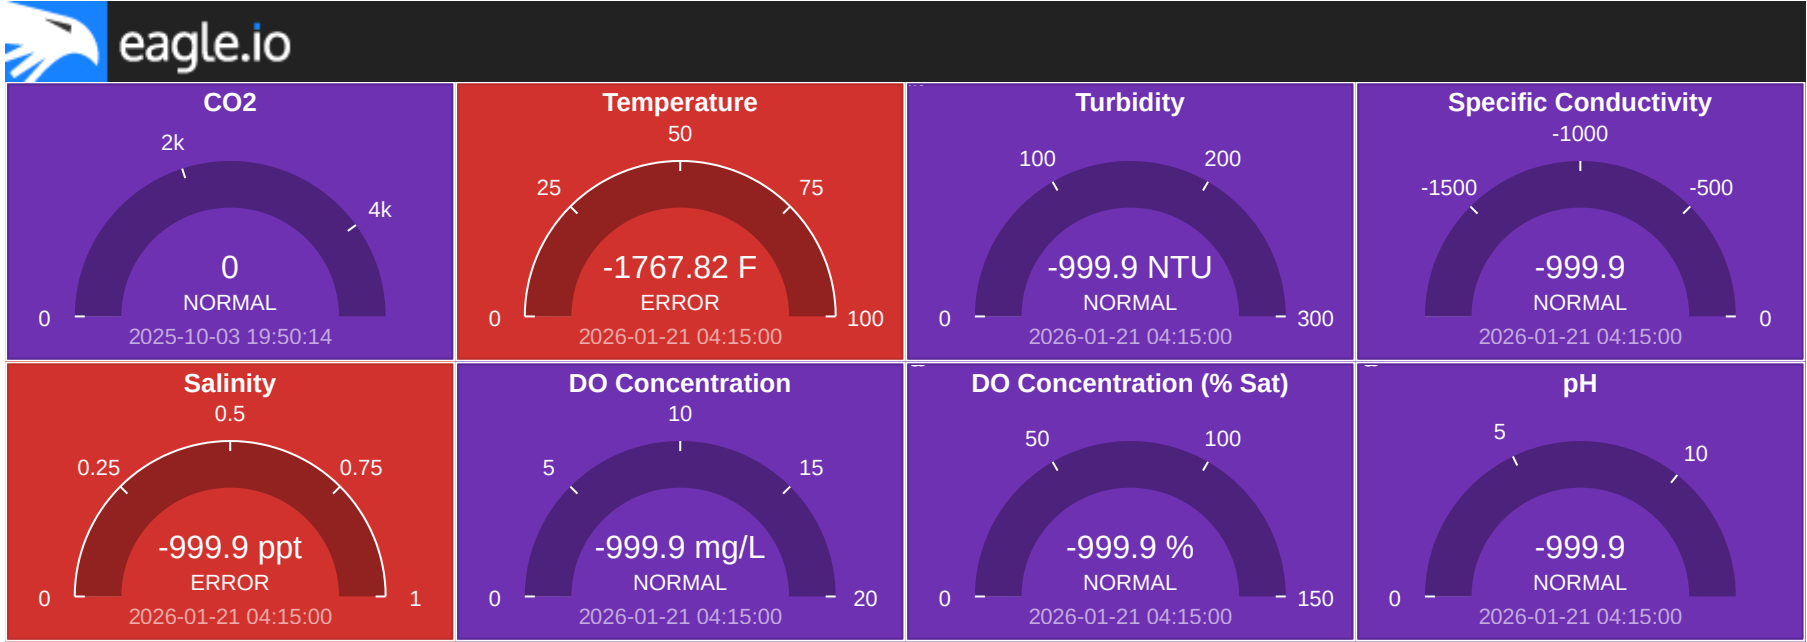 eagle.io
CO2
2k
4k
0
0
NORMAL
2025-10-03 19:50:14
Temperature
50
25
75
-1767.82 F
ERROR
0
100
2026-01-21 04:15:00
Turbidity
100
200
-999.9 NTU
NORMAL
0
300
2026-01-21 04:15:00
Specific Conductivity
-1000
-1500
-500
-999.9
NORMAL
0
2026-01-21 04:15:00
Salinity
0.5
0.25
0.75
-999.9 ppt
ERROR
0
1
2026-01-21 04:15:00
DO Concentration
10
5
15
-999.9 mg/L
NORMAL
0
20
2026-01-21 04:15:00
DO Concentration (% Sat)
50
100
-999.9 %
NORMAL
0
150
2026-01-21 04:15:00
pH
5
10
-999.9
NORMAL
0
2026-01-21 04:15:00